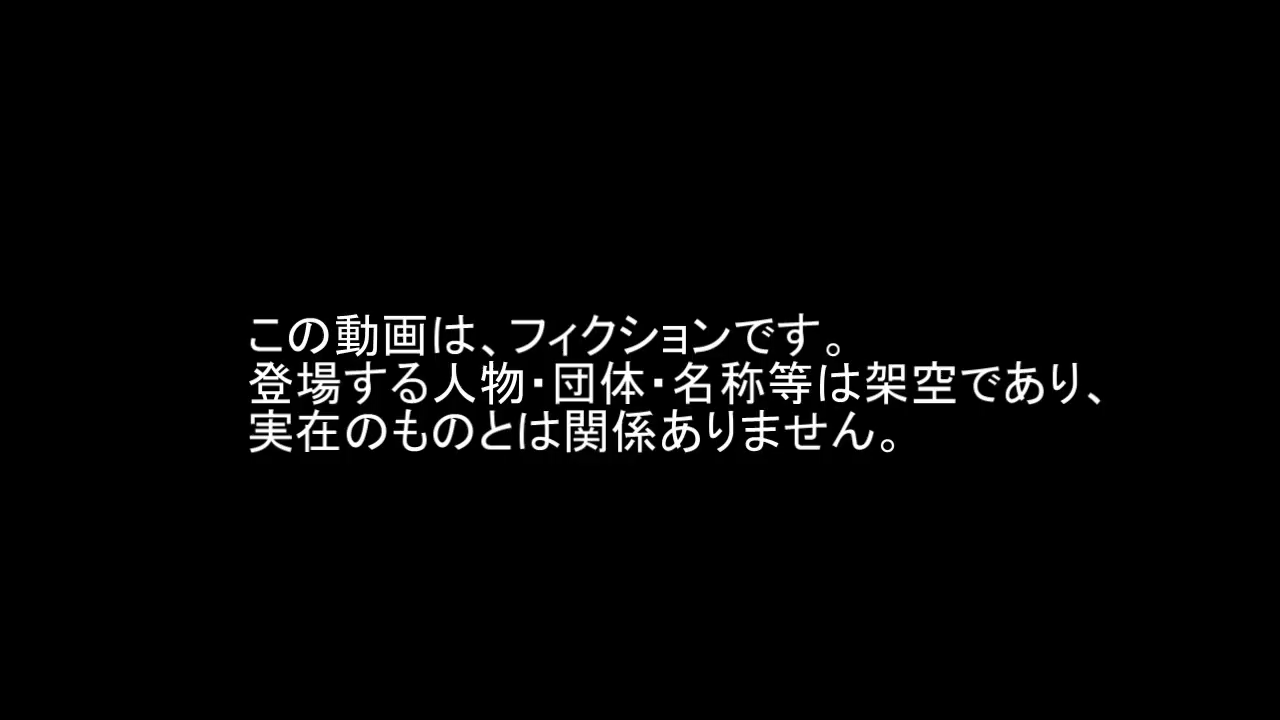 この動画は、フィクションです。
登場する人物・団体・名称等は架空であり、
実在のものとは関係ありません。